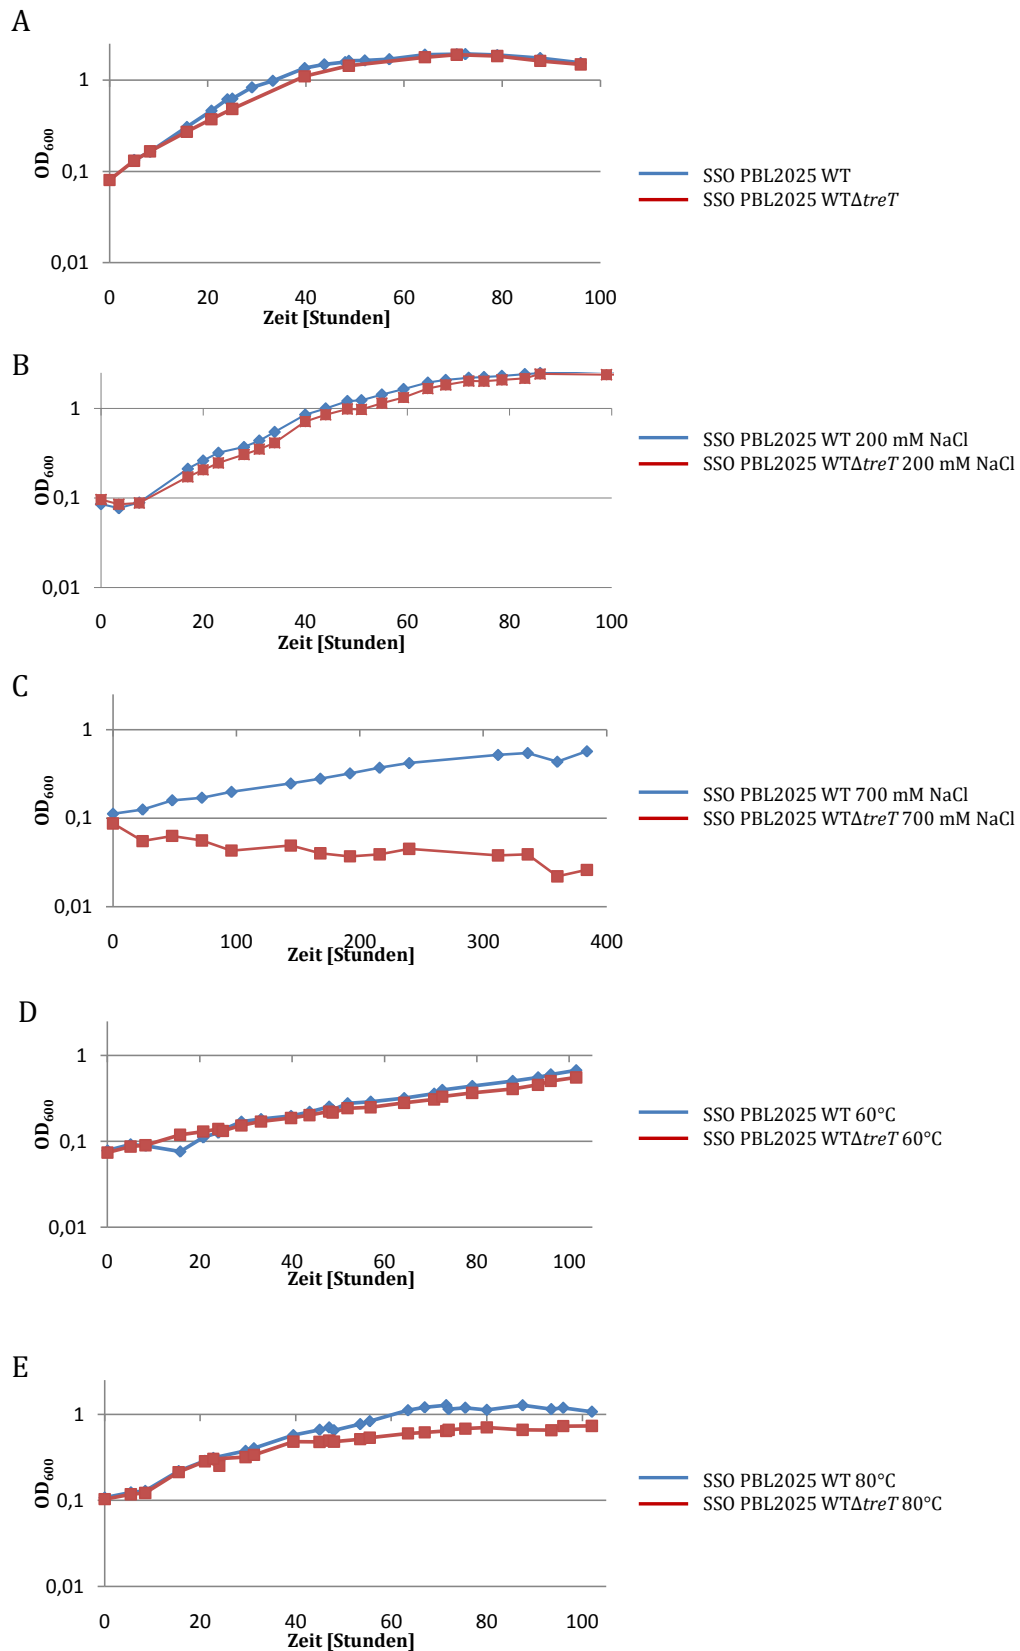 A
1
0,1
0,01
OD600
0 20 40 60 80 100
Zeit [Stunden]
SSO PBL2025 WT
SSO PBL2025 WTΔtreT
B
1
0,1
0,01
OD600
0 20 40 60 80 100
Zeit [Stunden]
SSO PBL2025 WT 200 mM NaCl
SSO PBL2025 WTΔtreT 200 mM NaCl
C
1
0,1
0,01
OD600
0 100 200 300 400
Zeit [Stunden]
SSO PBL2025 WT 700 mM NaCl
SSO PBL2025 WTΔtreT 700 mM NaCl
D
1
0,1
0,01
OD600
0 20 40 60 80 100
Zeit [Stunden]
SSO PBL2025 WT 60°C
SSO PBL2025 WTΔtreT 60°C
E
1
0,1
0,01
OD600
0 20 40 60 80 100
Zeit [Stunden]
SSO PBL2025 WT 80°C
SSO PBL2025 WTΔtreT 80°C